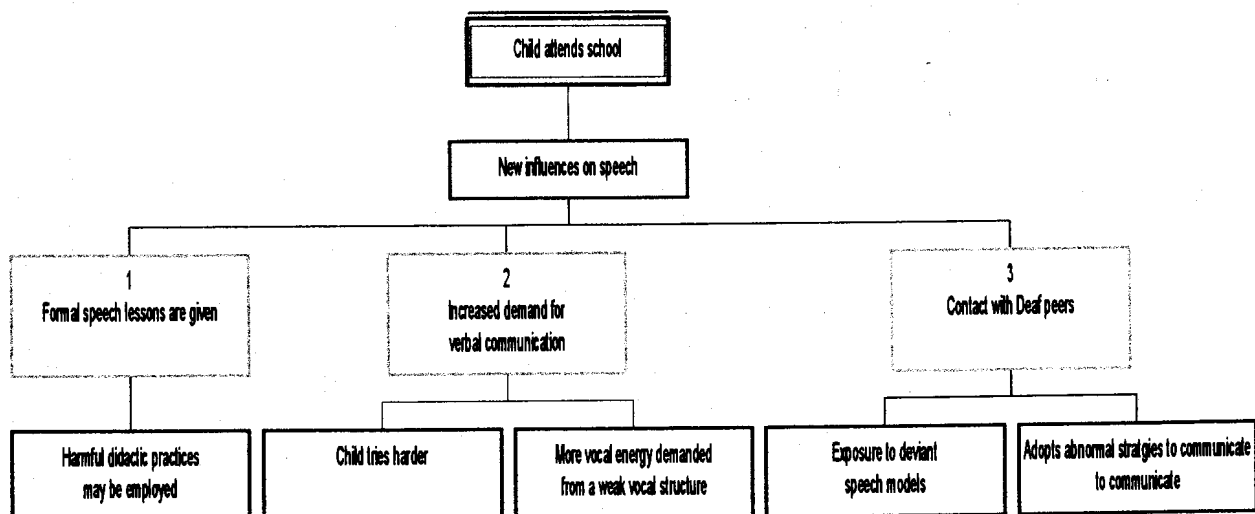 Child attends school
New influences on speech
1
Formal speech lessons are given
2
Increased demand for
verbal communication
3
Contact with Deaf peers
Harmful didactic practices
may be employed
Child tries harder
More vocal energy demanded
from a weak vocal structure
Exposure to deviant
speech models
Adopts abnormal stratgies to communicate
to communicate